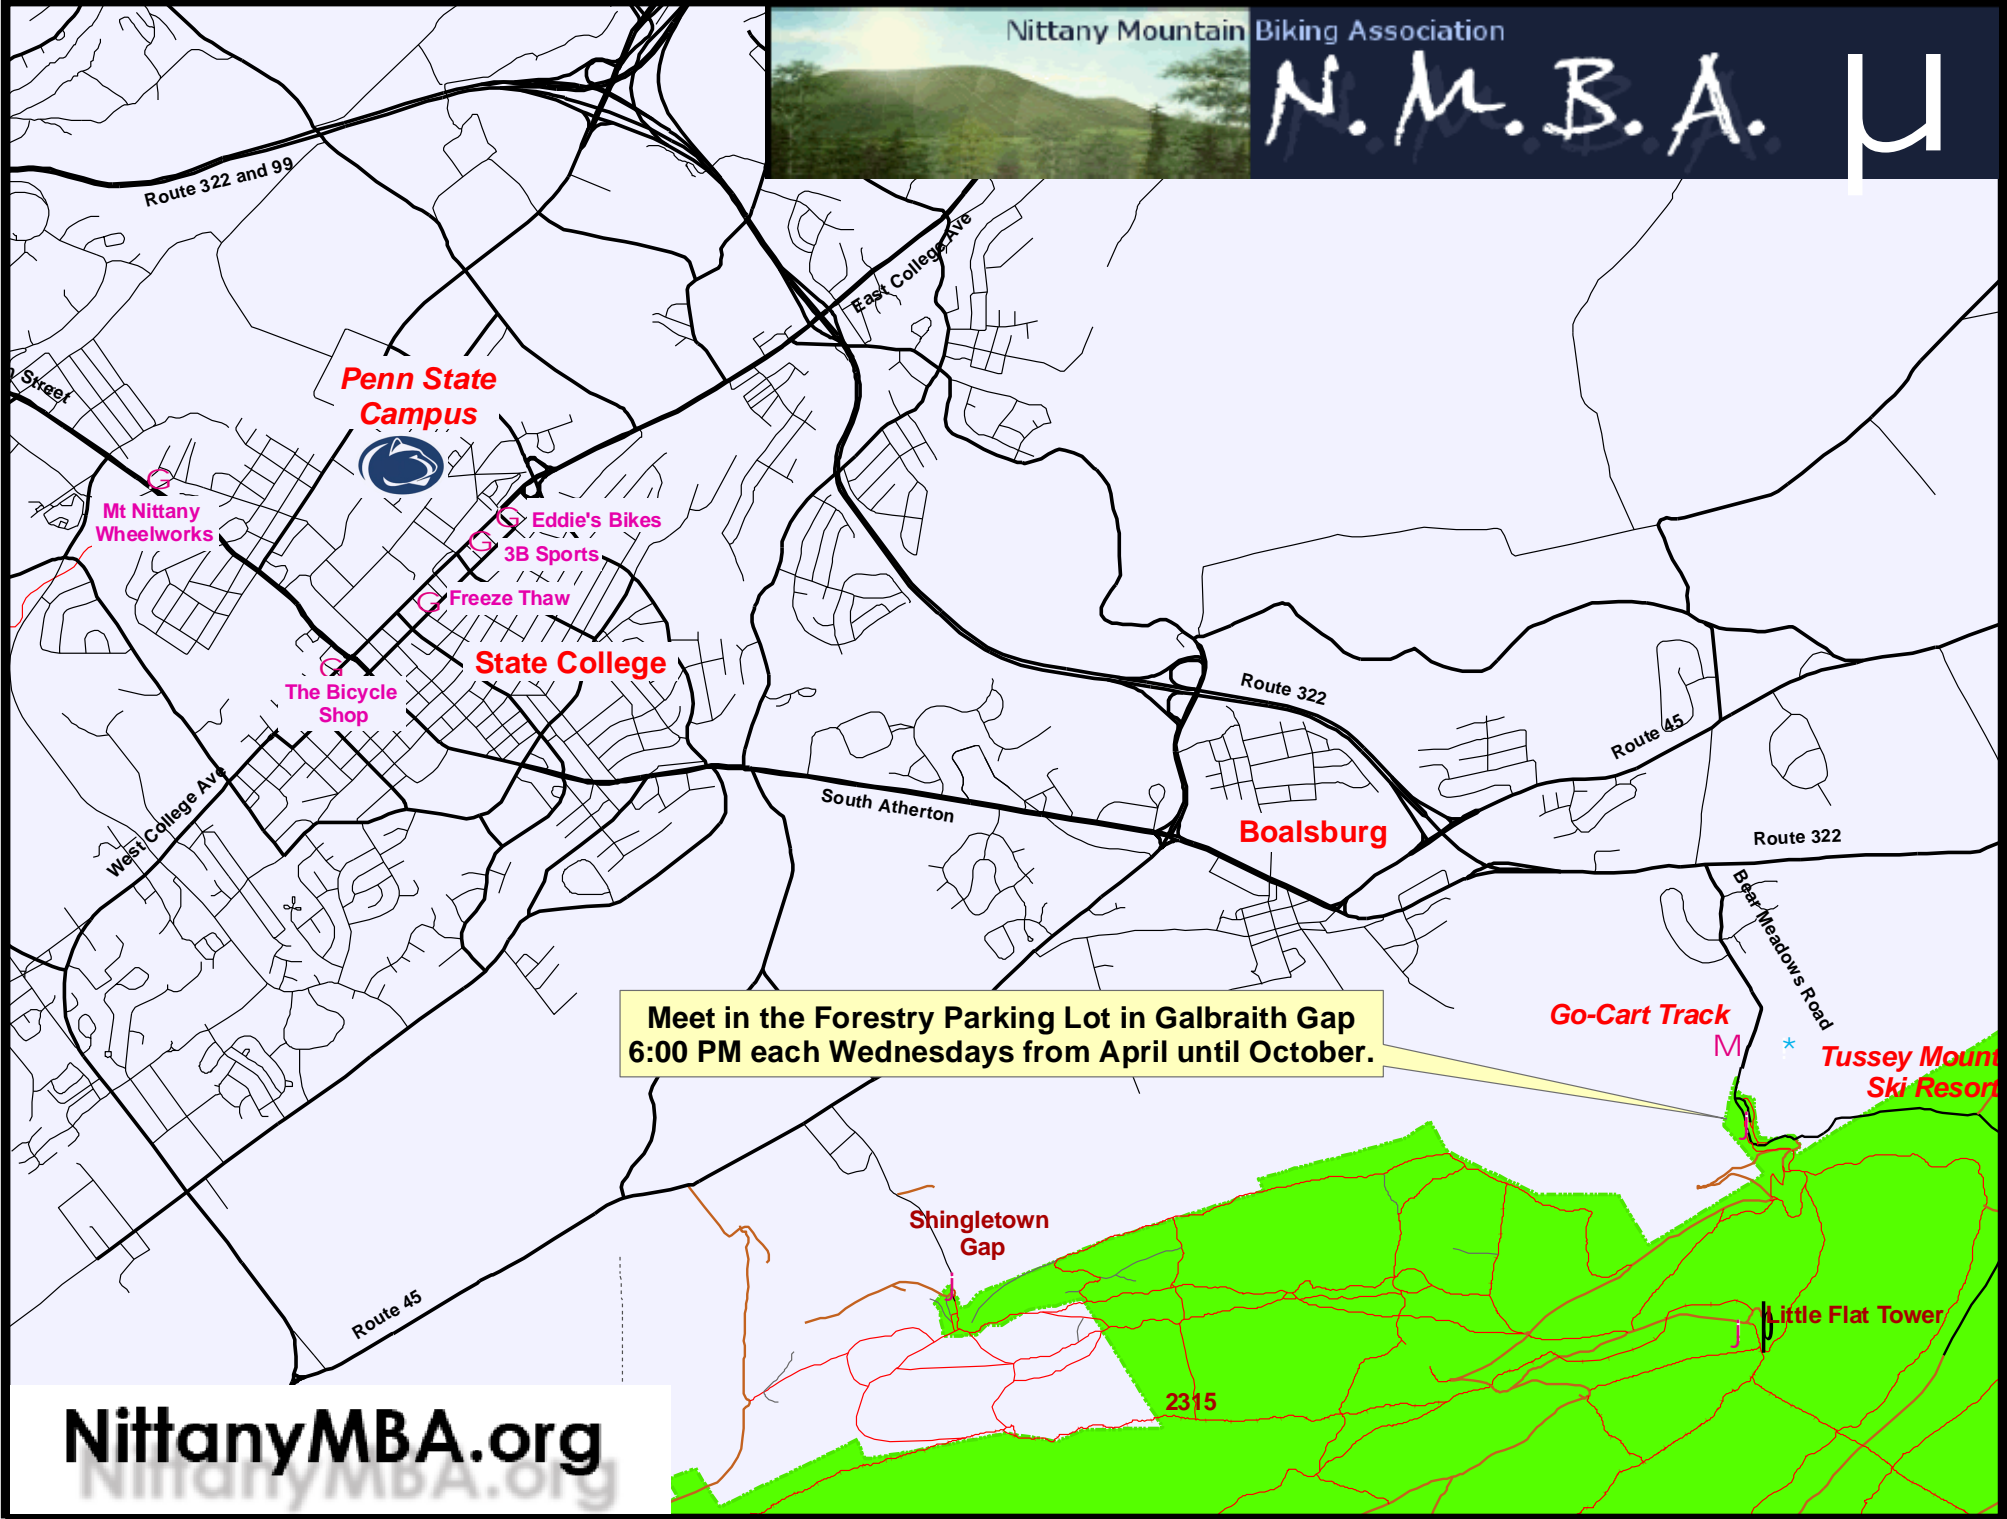 Nittany Mountain Biking Association
N.M.B.A.
µ
Route 322 and 99
East College Ave
Street
Penn State
Campus
G
Mt Nittany
Wheelworks
G
Eddie's Bikes
G
3B Sports
G
Freeze Thaw
State College
G
The Bicycle
Shop
Route 322
Route 45
West College Ave
South Atherton
Boalsburg
Route 322
Bear Meadows Road
Meet in the Forestry Parking Lot in Galbraith Gap
6:00 PM each Wednesdays from April until October.
Go-Cart Track
M
*
Tussey Mount
Ski Resort
j
Shingletown
Gap
j
Route 45
Little Flat Tower
j
2315
NittanyMBA.org